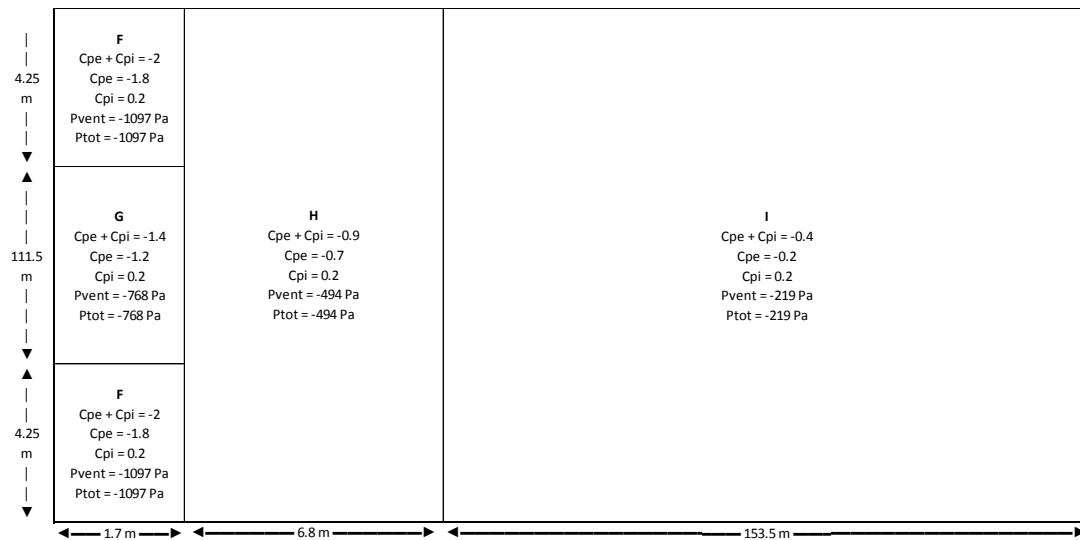 F
Cpe + Cpi = -2
Cpe = -1.8
Cpi = 0.2
Pvent = -1097 Pa
Ptot = -1097 Pa
4.25
m
G
Cpe + Cpi = -1.4
Cpe = -1.2
Cpi = 0.2
Pvent = -768 Pa
Ptot = -768 Pa
111.5
m
H
Cpe + Cpi = -0.9
Cpe = -0.7
Cpi = 0.2
Pvent = -494 Pa
Ptot = -494 Pa
I
Cpe + Cpi = -0.4
Cpe = -0.2
Cpi = 0.2
Pvent = -219 Pa
Ptot = -219 Pa
F
Cpe + Cpi = -2
Cpe = -1.8
Cpi = 0.2
Pvent = -1097 Pa
Ptot = -1097 Pa
4.25
m
1.7 m
6.8 m
153.5 m